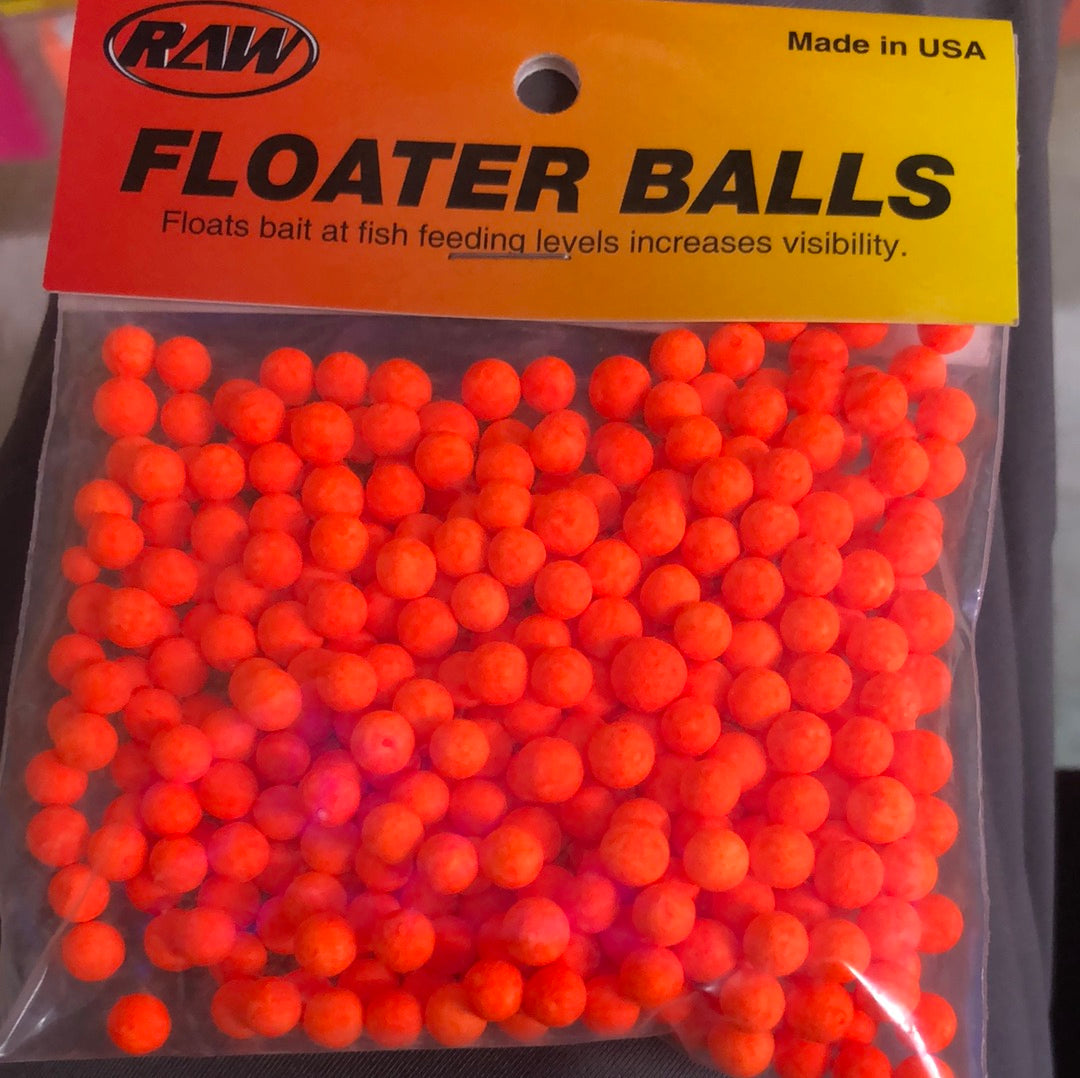 RAW
Made in USA
FLOATER BALLS
Floats bait at fish feeding levels increases visibility.